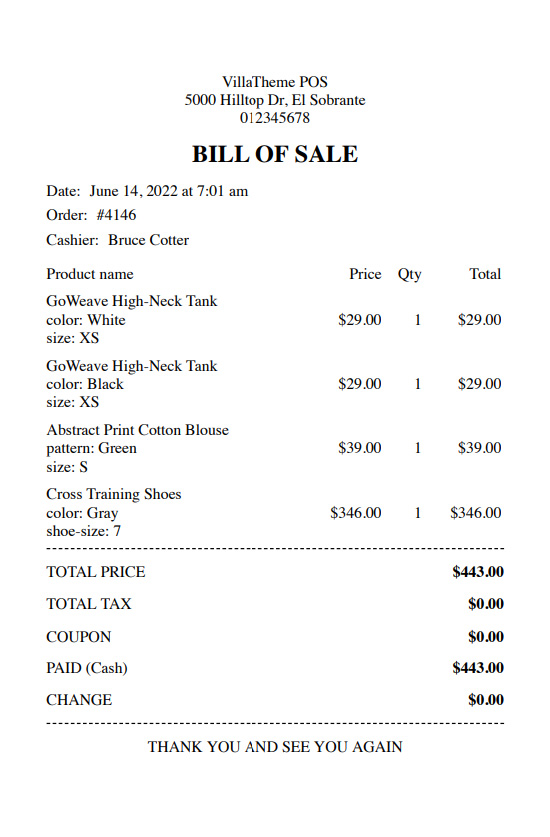 VillaTheme POS
5000 Hilltop Dr, El Sobrante
012345678
BILL OF SALE
Date: June 14, 2022 at 7:01 am
Order: #4146
Cashier: Bruce Cotter
Product name Price Qty Total
GoWeave High-Neck Tank
color: White $29.00 1 $29.00
size: XS
GoWeave High-Neck Tank
color: Black $29.00 1 $29.00
size: XS
Abstract Print Cotton Blouse
pattern: Green $39.00 1 $39.00
size: S
Cross Training Shoes
color: Gray $346.00 1 $346.00
shoe-size: 7
TOTAL PRICE $443.00
TOTAL TAX $0.00
COUPON $0.00
PAID (Cash) $443.00
CHANGE $0.00
THANK YOU AND SEE YOU AGAIN